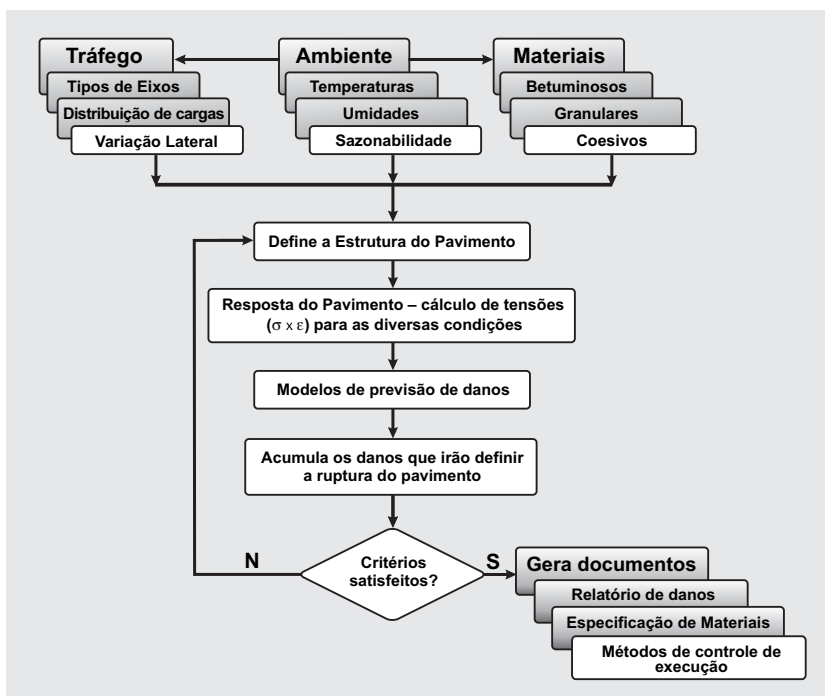 Tráfego
Tipos de Eixos
Distribuição de cargas
Variação Lateral
Ambiente
Temperaturas
Umidades
Sazonabilidade
Materiais
Betuminosos
Granulares
Coesivos
Define a Estrutura do Pavimento
Resposta do Pavimento – cálculo de tensões
(σ x ε) para as diversas condições
Modelos de previsão de danos
Acumula os danos que irão definir
a ruptura do pavimento
Critérios
satisfeitos?
N
S
Gera documentos
Relatório de danos
Especificação de Materiais
Métodos de controle de
execução